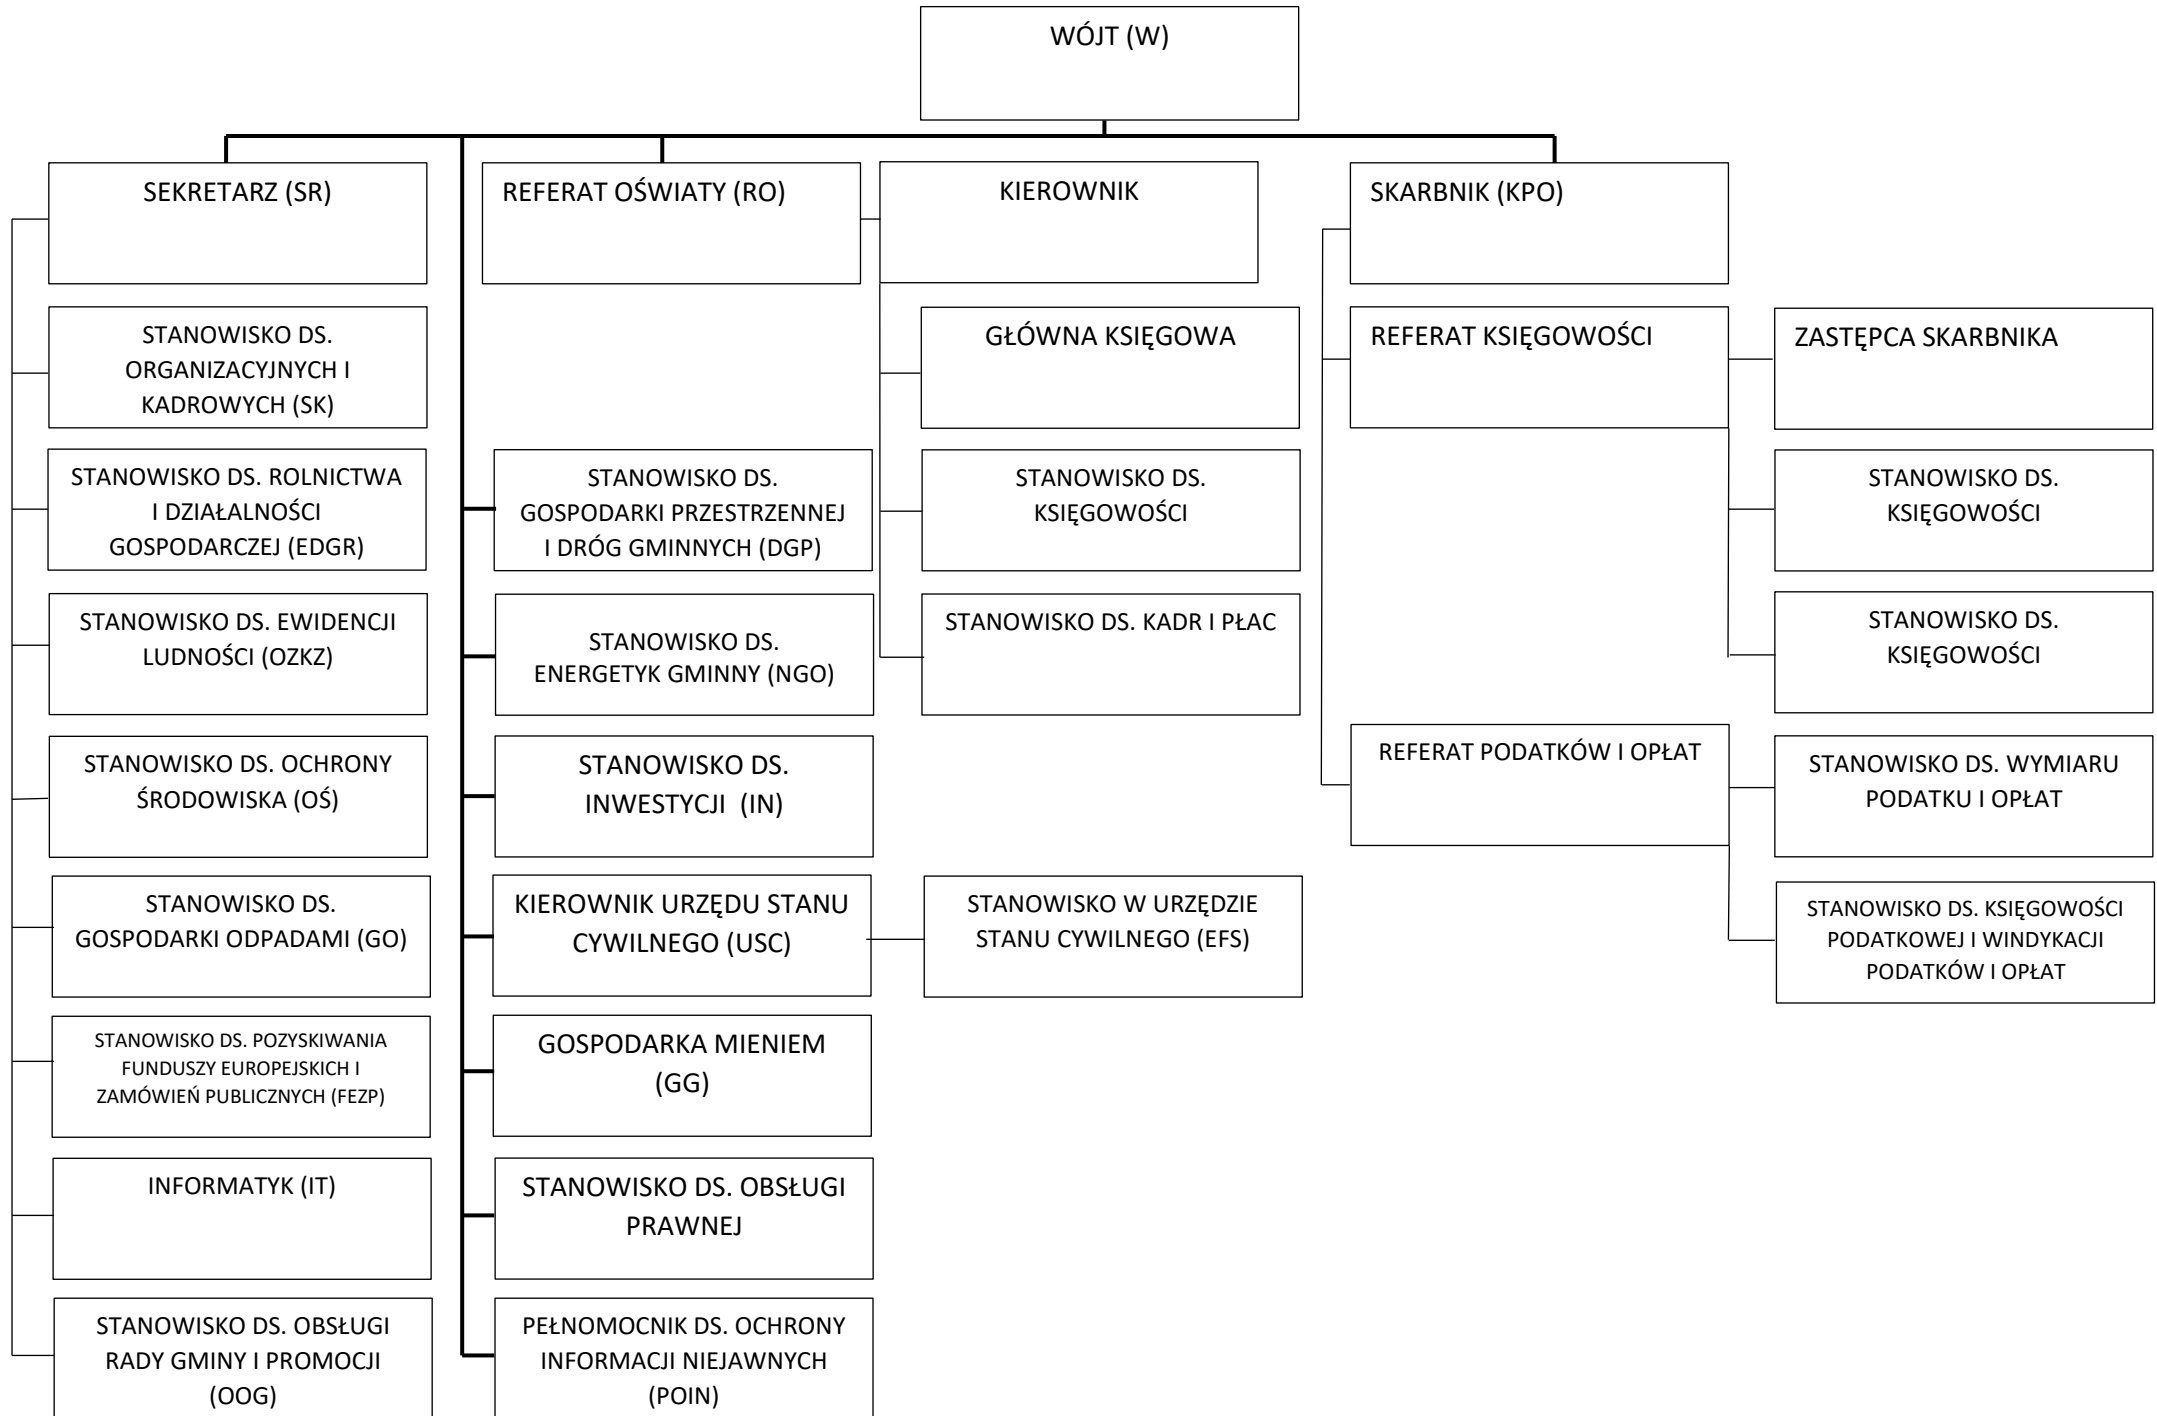 WÓJT (W)
SEKRETARZ (SR)
REFERAT OŚWIATY (RO)
KIEROWNIK
SKARBNIK (KPO)
STANOWISKO DS.
ORGANIZACYJNYCH I
KADROWYCH (SK)
GŁÓWNA KSIĘGOWA
REFERAT KSIĘGOWOŚCI
ZASTĘPCA SKARBNIKA
STANOWISKO DS. ROLNICTWA
I DZIAŁALNOŚCI
GOSPODARCZEJ (EDGR)
STANOWISKO DS.
GOSPODARKI PRZESTRZENNEJ
I DRÓG GMINNYCH (DGP)
STANOWISKO DS.
KSIĘGOWOŚCI
STANOWISKO DS.
KSIĘGOWOŚCI
STANOWISKO DS. EWIDENCJI
LUDNOŚCI (OZKZ)
STANOWISKO DS.
ENERGETYK GMINNY (NGO)
STANOWISKO DS. KADR I PŁAC
STANOWISKO DS.
KSIĘGOWOŚCI
STANOWISKO DS. OCHRONY
ŚRODOWISKA (OŚ)
STANOWISKO DS.
INWESTYCJI  (IN)
REFERAT PODATKÓW I OPŁAT
STANOWISKO DS. WYMIARU
PODATKU I OPŁAT
STANOWISKO DS.
GOSPODARKI ODPADAMI (GO)
KIEROWNIK URZĘDU STANU
CYWILNEGO (USC)
STANOWISKO W URZĘDZIE
STANU CYWILNEGO (EFS)
STANOWISKO DS. KSIĘGOWOŚCI
PODATKOWEJ I WINDYKACJI
PODATKÓW I OPŁAT
STANOWISKO DS. POZYSKIWANIA
FUNDUSZY EUROPEJSKICH I
ZAMÓWIEŃ PUBLICZNYCH (FEZP)
GOSPODARKA MIENIEM
(GG)
INFORMATYK (IT)
STANOWISKO DS. OBSŁUGI
PRAWNEJ
STANOWISKO DS. OBSŁUGI
RADY GMINY I PROMOCJI
(OOG)
PEŁNOMOCNIK DS. OCHRONY
INFORMACJI NIEJAWNYCH
(POIN)